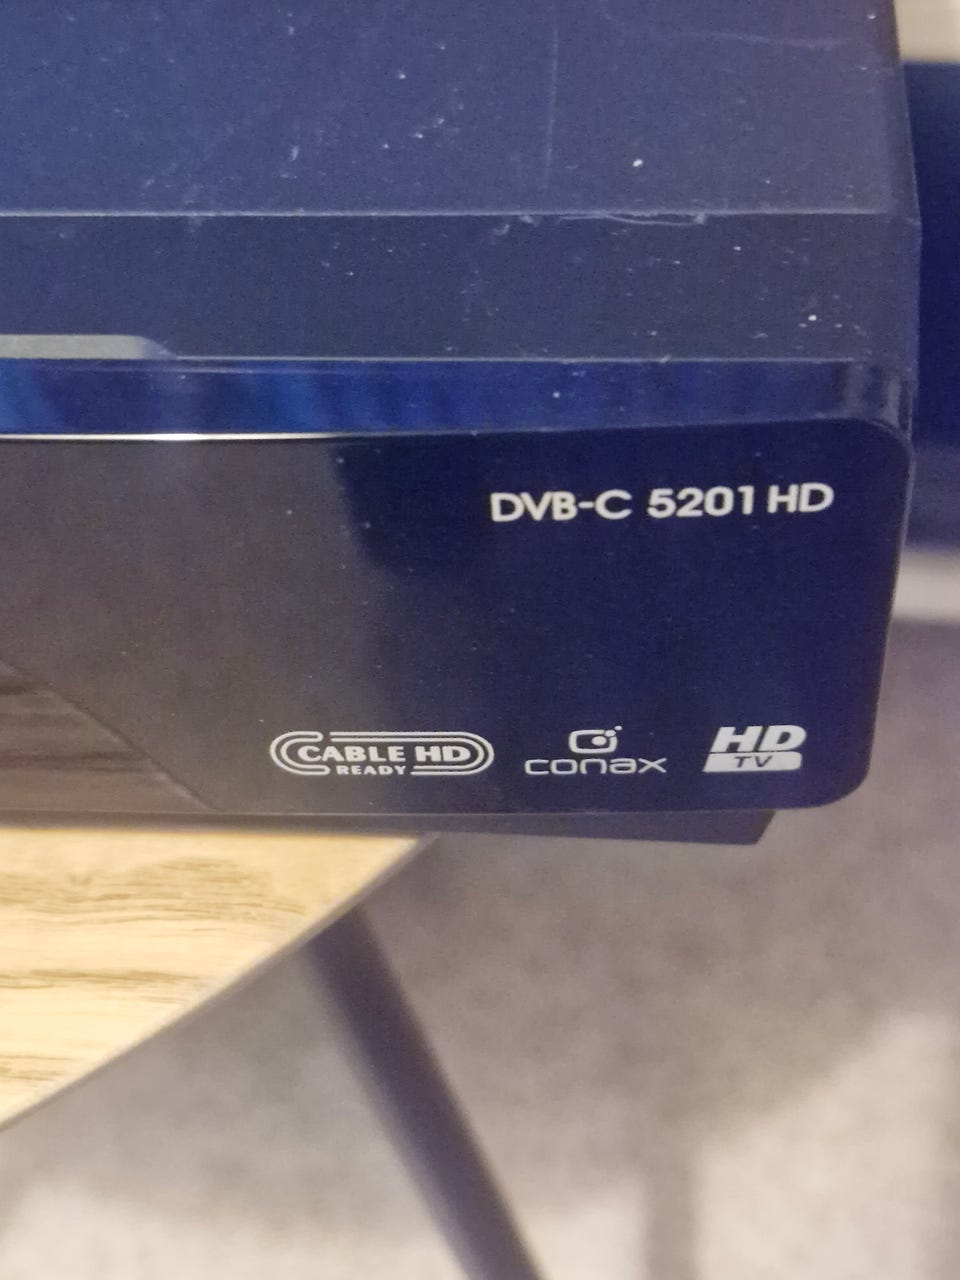 DVB-C 5201 HD
CABLE HD
READY
conax
HD
TV